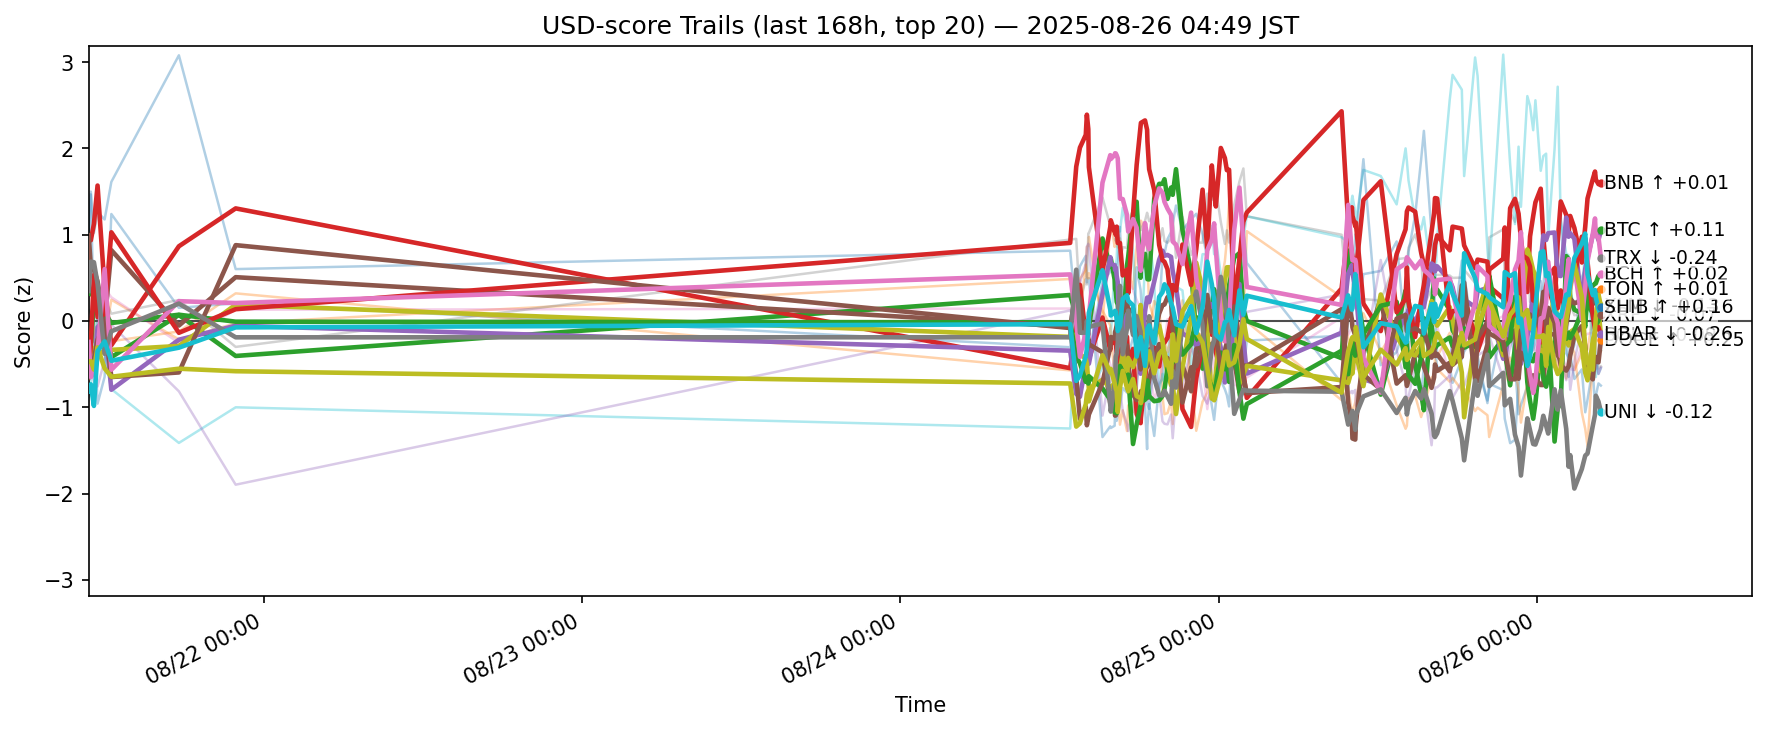 USD-score Trails (last 168h, top 20) — 2025-08-26 04:49 JST
Score (z)
3
2
1
0
−1
−2
−3
BNB ↑ +0.01
BTC ↑ +0.11
TRX ↓ -0.24
BCH ↑ +0.02
TON ↑ +0.01
SHIB ↑ +0.16
HBAR ↓ -0.26
DOGE ↑ +0.25
UNI ↓ -0.12
08/22 00:00
08/23 00:00
08/24 00:00
08/25 00:00
08/26 00:00
Time